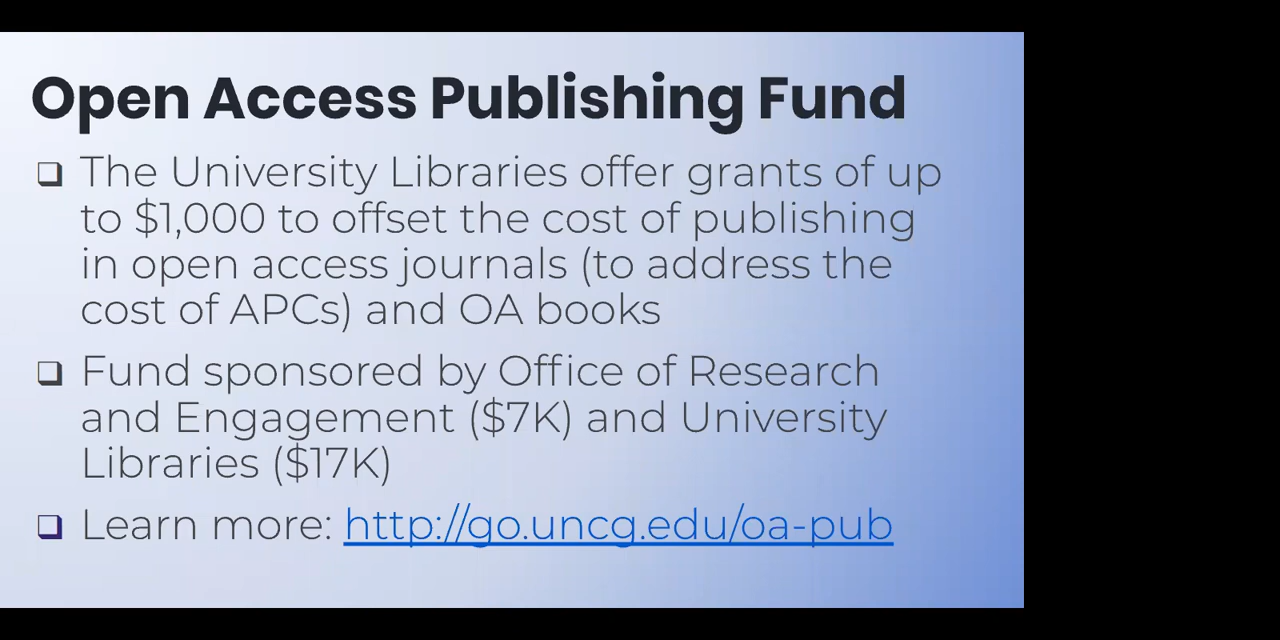 Open Access Publishing Fund
❑ The University Libraries offer grants of up
to $1,000 to offset the cost of publishing
in open access journals (to address the
cost of APCs) and OA books
❑ Fund sponsored by Office of Research
and Engagement ($7K) and University
Libraries ($17K)
❑ Learn more: http://go.uncg.edu/oa-pub